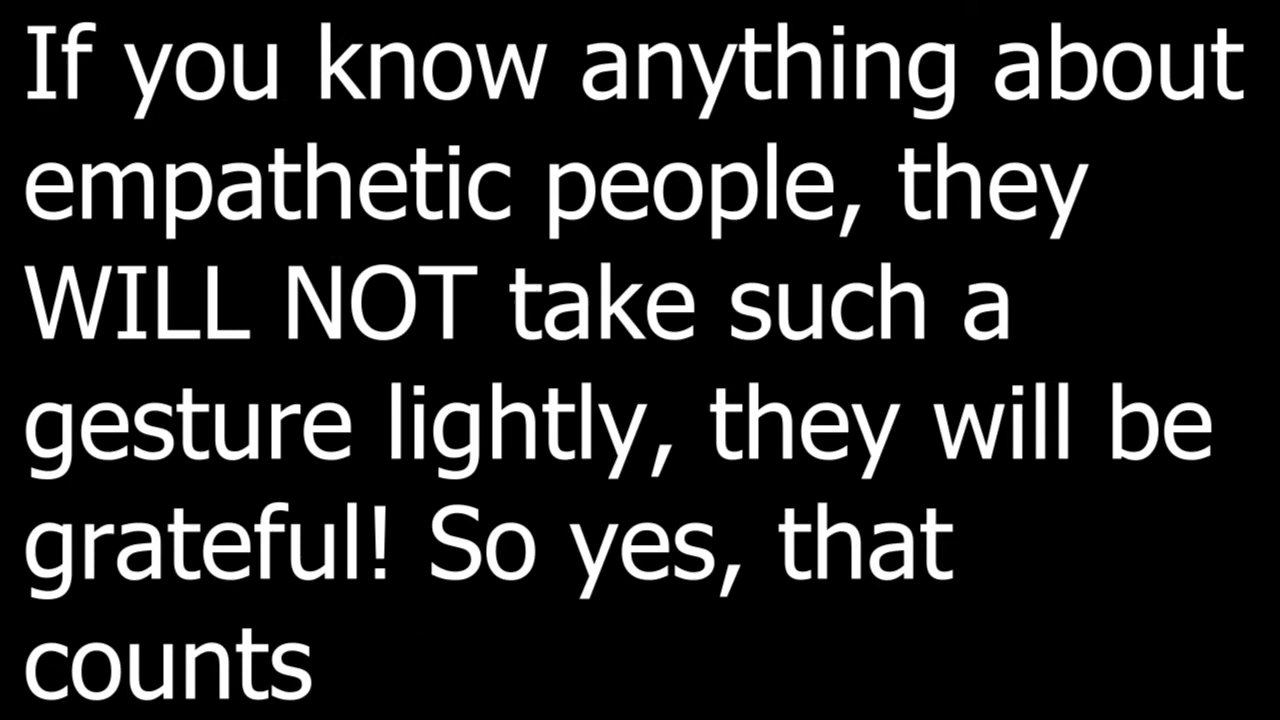 If you know anything about
empathetic people, they
WILL NOT take such a
gesture lightly, they will be
grateful! So yes, that
counts